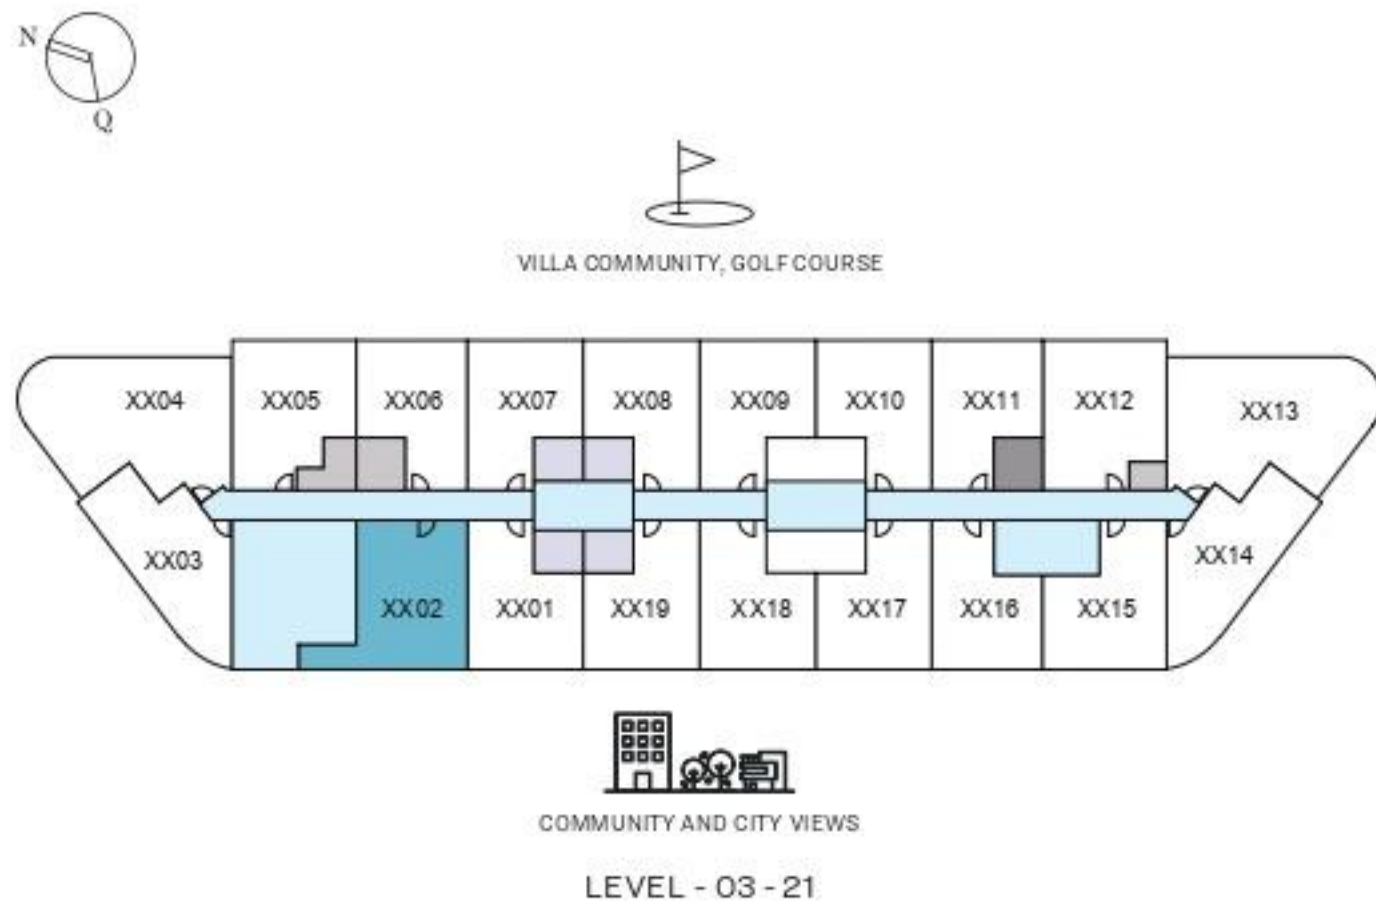 N
Q
VILLA COMMUNITY, GOLF COURSE
XX04 XX05 XX06 XX07 XX08 XX09 XX10 XX11 XX12 XX13
XX03 XX02 XX01 XX19 XX18 XX17 XX16 XX15 XX14
COMMUNITY AND CITY VIEWS
LEVEL - 03 - 21